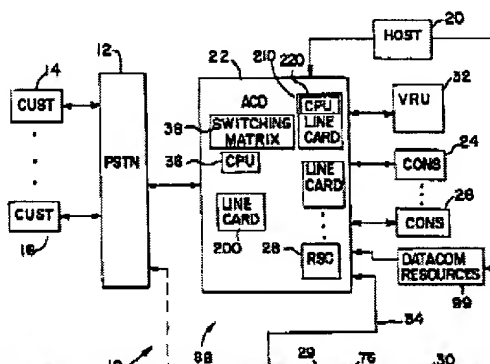 20
12
22
210
220
HOST
14
32
CUST
ACD
CPU
LINE
CARD
VRU
38
SWITCHING
MATRIX
24
PSTN
36
CPU
LINE
CARD
CONS
CUST
LINE
CARD
26
CONS
16
200
28
RSC
DATACOM
RESOURCES
99
34
88
29
30